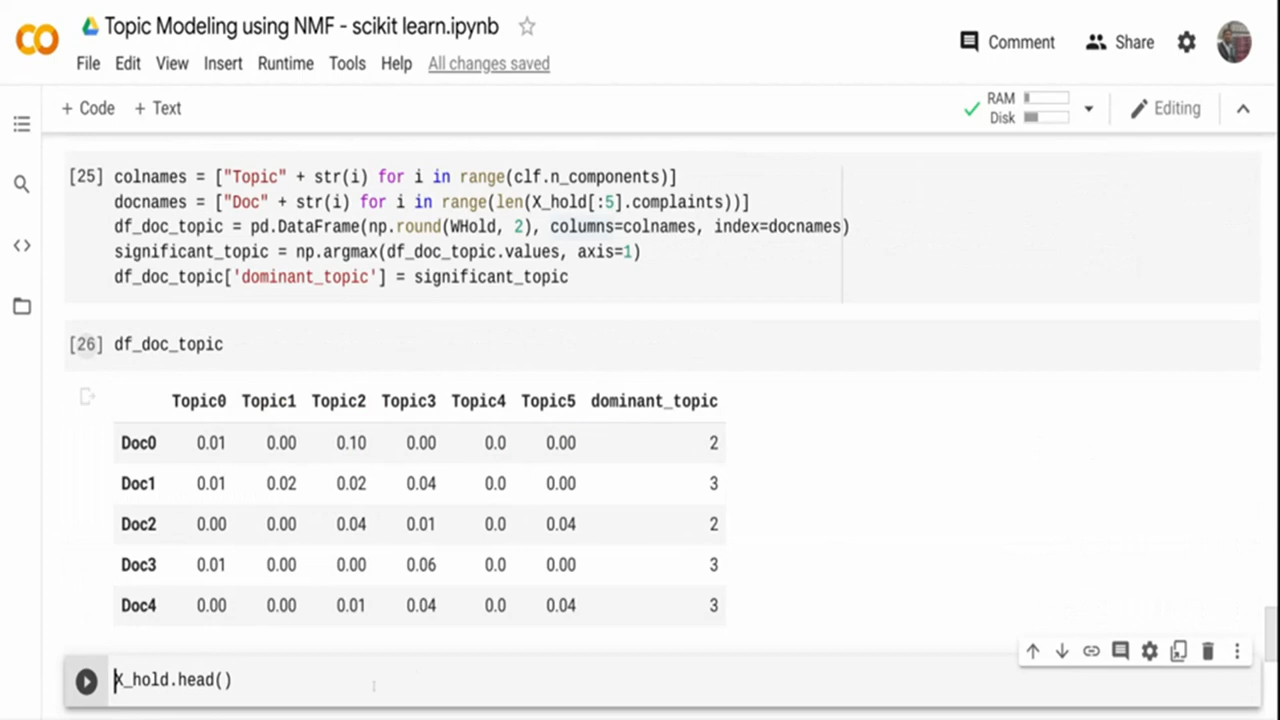 Topic Modeling using NMF - scikit learn.ipynb
Comment Share
File Edit View Insert Runtime Tools Help All changes saved
+ Code + Text
RAM
Disk
Editing
[25] colnames = ["Topic" + str(i) for i in range(clf.n_components)]
docnames = ["Doc" + str(i) for i in range(len(X_hold[:5].complaints))]
df_doc_topic = pd.DataFrame(np.round(WHold, 2), columns=colnames, index=docnames)
significant_topic = np.argmax(df_doc_topic.values, axis=1)
df_doc_topic['dominant_topic'] = significant_topic
[26] df_doc_topic
Topic0 Topic1 Topic2 Topic3 Topic4 Topic5 dominant_topic
Doc0 0.01 0.00 0.10 0.00 0.0 0.00 2
Doc1 0.01 0.02 0.02 0.04 0.0 0.00 3
Doc2 0.00 0.00 0.04 0.01 0.0 0.04 2
Doc3 0.01 0.00 0.00 0.06 0.0 0.00 3
Doc4 0.00 0.00 0.01 0.04 0.0 0.04 3
X_hold.head()